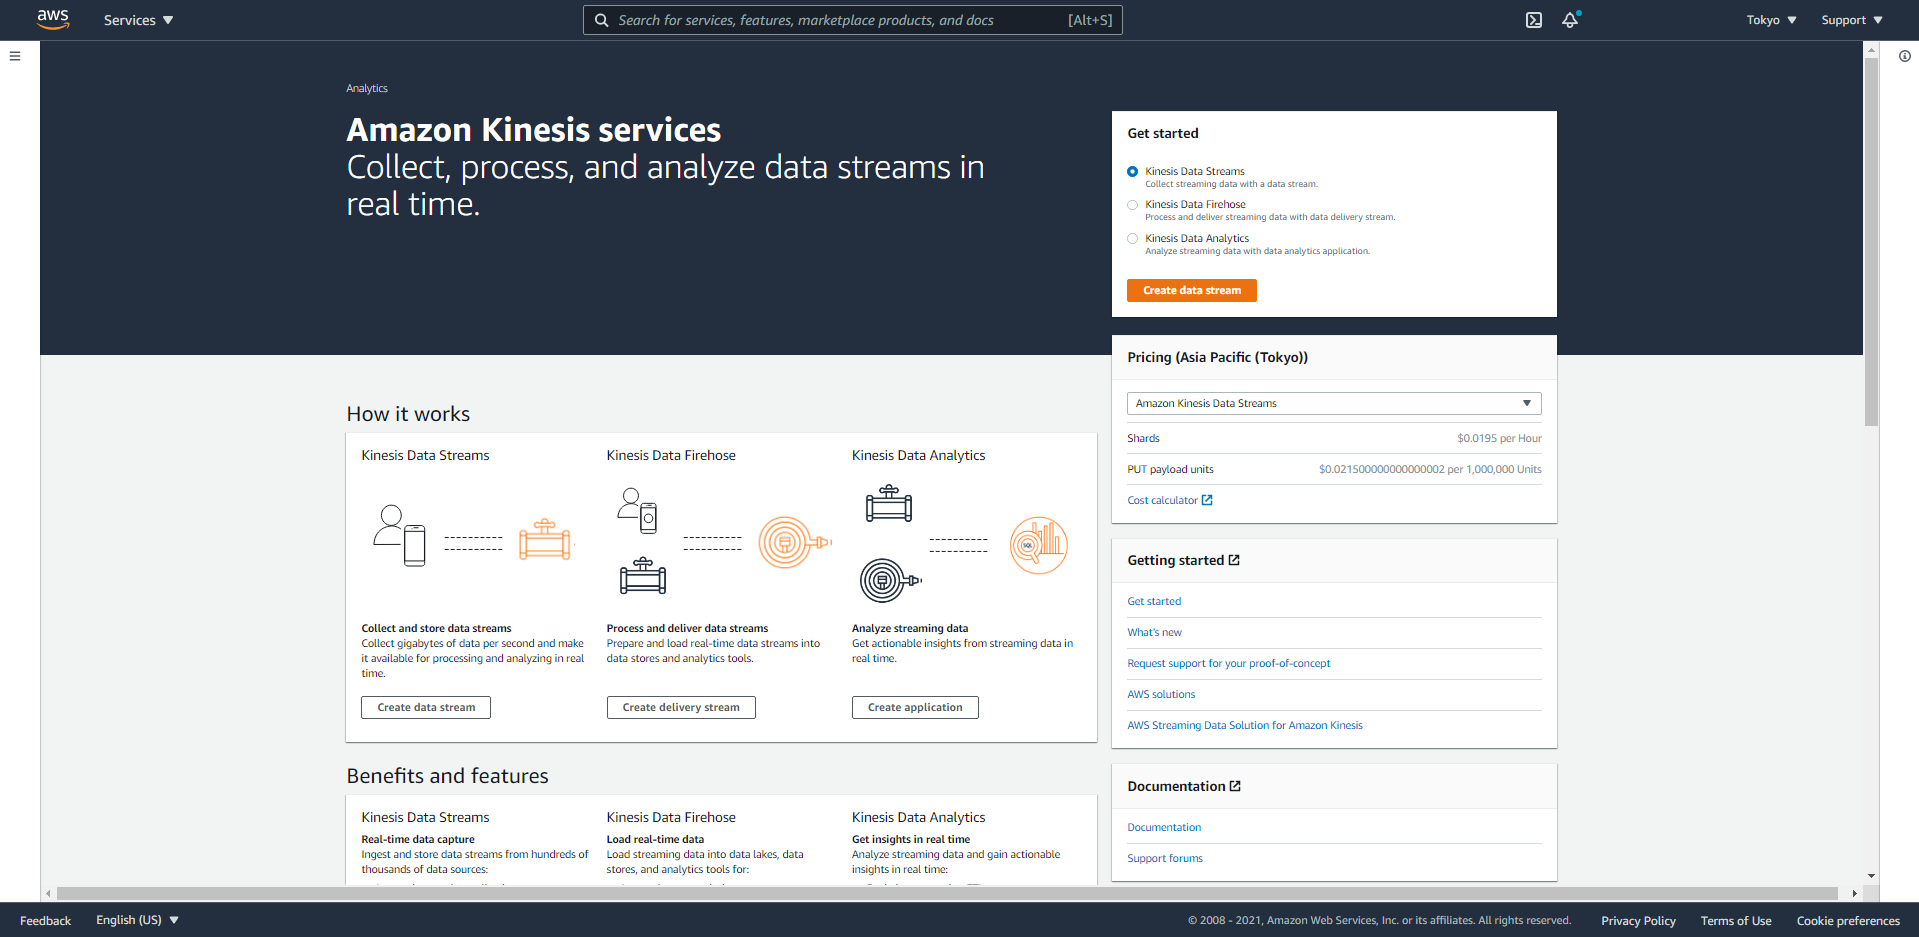 aws
Services
Search for services, features, marketplace products, and docs
[Alt+S]
Tokyo
Support
Analytics
Amazon Kinesis services
Collect, process, and analyze data streams in
real time.
Get started
Kinesis Data Streams
Collect streaming data with a data stream.
Kinesis Data Firehose
Process and deliver streaming data with data delivery stream.
Kinesis Data Analytics
Analyze streaming data with data analytics application.
Create data stream
Pricing (Asia Pacific (Tokyo))
Amazon Kinesis Data Streams
Shards
$0.0195 per Hour
PUT payload units
$0.021500000000000002 per 1,000,000 Units
Cost calculator
How it works
Kinesis Data Streams
Collect and store data streams
Collect gigabytes of data per second and make
it available for processing and analyzing in real
time.
Create data stream
Kinesis Data Firehose
Process and deliver data streams
Prepare and load real-time data streams into
data stores and analytics tools.
Create delivery stream
Kinesis Data Analytics
SQL
Analyze streaming data
Get actionable insights from streaming data in
real time.
Create application
Getting started
Get started
What's new
Request support for your proof-of-concept
AWS solutions
AWS Streaming Data Solution for Amazon Kinesis
Benefits and features
Kinesis Data Streams
Real-time data capture
Ingest and store data streams from hundreds of
thousands of data sources:
Kinesis Data Firehose
Load real-time data
Load streaming data into data lakes, data
stores, and analytics tools for:
Kinesis Data Analytics
Get insights in real time
Analyze streaming data and gain actionable
insights in real time:
Documentation
Documentation
Support forums
Feedback
English (US)
© 2008 - 2021, Amazon Web Services, Inc. or its affiliates. All rights reserved.
Privacy Policy
Terms of Use
Cookie preferences